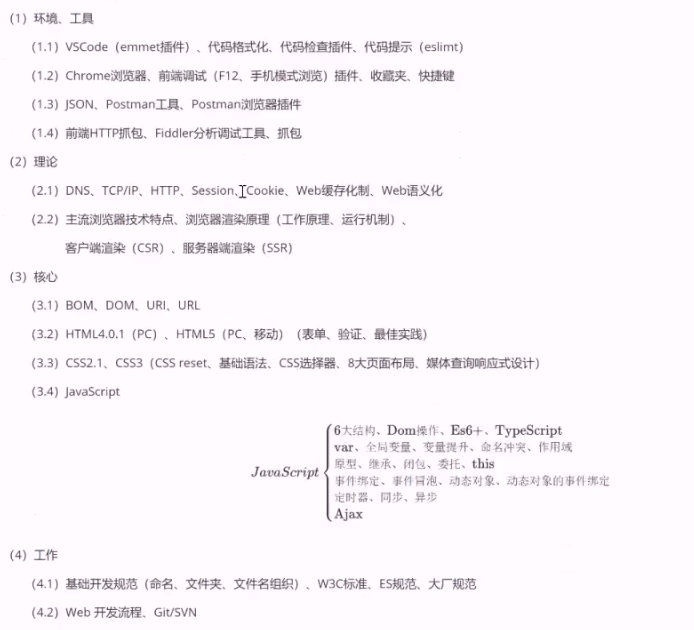 (1) 环境、工具
(1.1) VSCode（emmet插件）、代码格式化、代码检查插件、代码提示（eslimt）
(1.2) Chrome浏览器、前端调试（F12、手机模式浏览）插件、收藏夹、快捷键
(1.3) JSON、Postman工具、Postman浏览器插件
(1.4) 前端HTTP抓包、Fiddler分析调试工具、抓包
(2) 理论
(2.1) DNS、TCP/IP、HTTP、Session、Cookie、Web缓存化制、Web语义化
(2.2) 主流浏览器技术特点、浏览器渲染原理（工作原理、运行机制）、
客户端渲染（CSR）、服务器端渲染（SSR）
(3) 核心
(3.1) BOM、DOM、URI、URL
(3.2) HTML4.0.1（PC）、HTML5（PC、移动）（表单、验证、最佳实践）
(3.3) CSS2.1、CSS3（CSS reset、基础语法、CSS选择器、8大页面布局、媒体查询响应式设计）
(3.4) JavaScript
6大结构、Dom操作、Es6+、TypeScript
var、全局变量、变量提升、命名冲突、作用域
JavaScript
原型、继承、闭包、委托、this
事件绑定、事件冒泡、动态对象、动态对象的事件绑定
定时器、同步、异步
Ajax
(4) 工作
(4.1) 基础开发规范（命名、文件夹、文件名组织）、W3C标准、ES规范、大厂规范
(4.2) Web 开发流程、Git/SVN